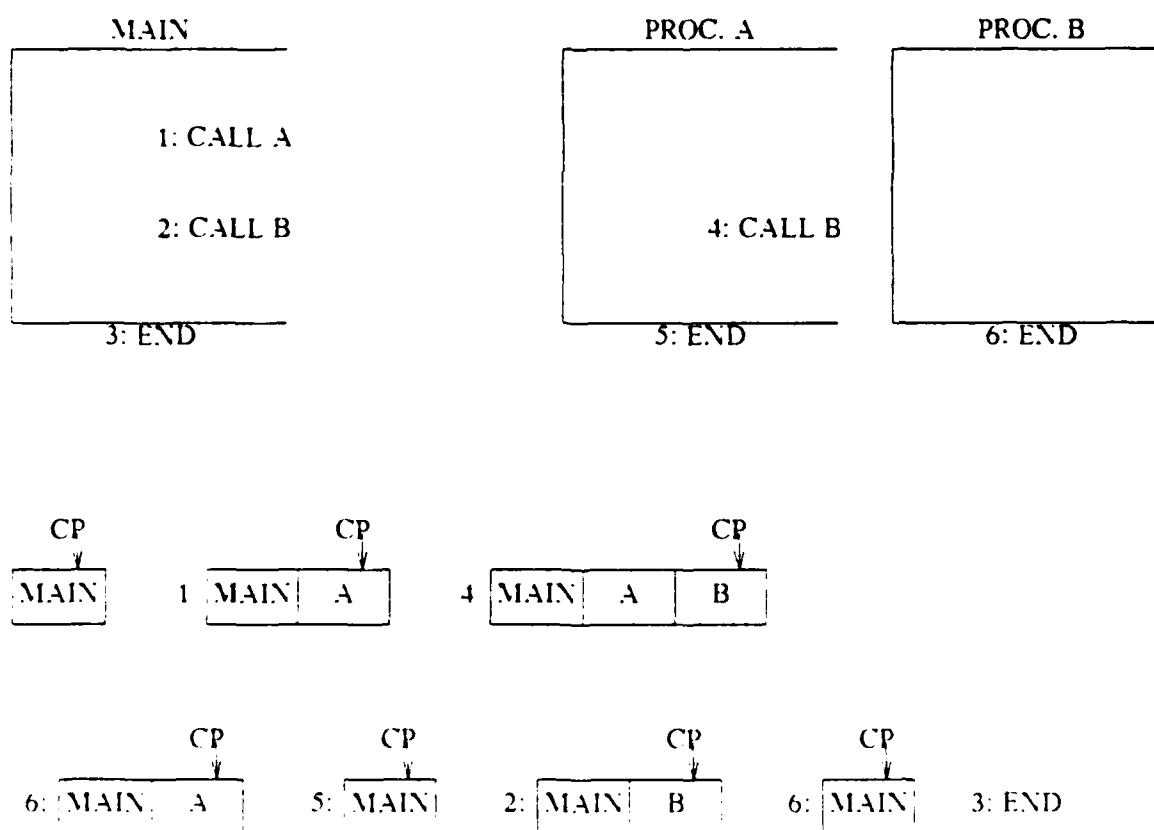 MAIN PROC. A PROC. B
1: CALL A
2: CALL B 4: CALL B
3: END 5: END 6: END
CP CP CP
MAIN 1 MAIN A 4 MAIN A B
CP CP CP CP
6: MAIN A 5: MAIN 2: MAIN B 6: MAIN 3: END